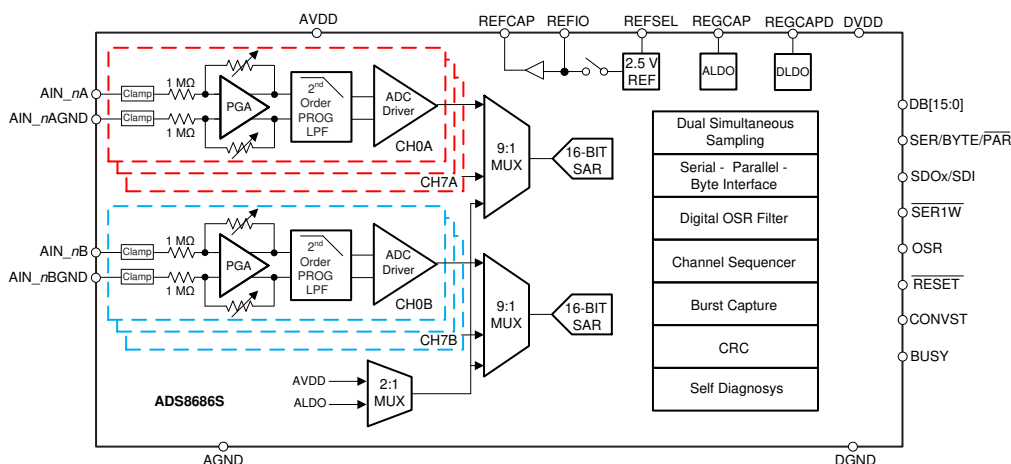 AVDD
REFCAP
REFIO
REFSEL
REGCAP
REGCAPD
DVDD
AIN_nA
AIN_nAGND
Clamp
Clamp
1 MΩ
1 MΩ
PGA
2nd
Order
PROG
LPF
ADC
Driver
CH0A
CH7A
9:1
MUX
16-BIT
SAR
2.5 V
REF
ALDO
DLDO
AIN_nB
AIN_nBGND
Clamp
Clamp
1 MΩ
1 MΩ
PGA
2nd
Order
PROG
LPF
ADC
Driver
CH0B
CH7B
9:1
MUX
16-BIT
SAR
AVDD
ALDO
2:1
MUX
ADS8686S
Dual Simultaneous
Sampling
Serial - Parallel -
Byte Interface
Digital OSR Filter
Channel Sequencer
Burst Capture
CRC
Self Diagnosys
DB[15:0]
SER/BYTE/PAR
SDOx/SDI
SER1W
OSR
RESET
CONVST
BUSY
AGND
DGND